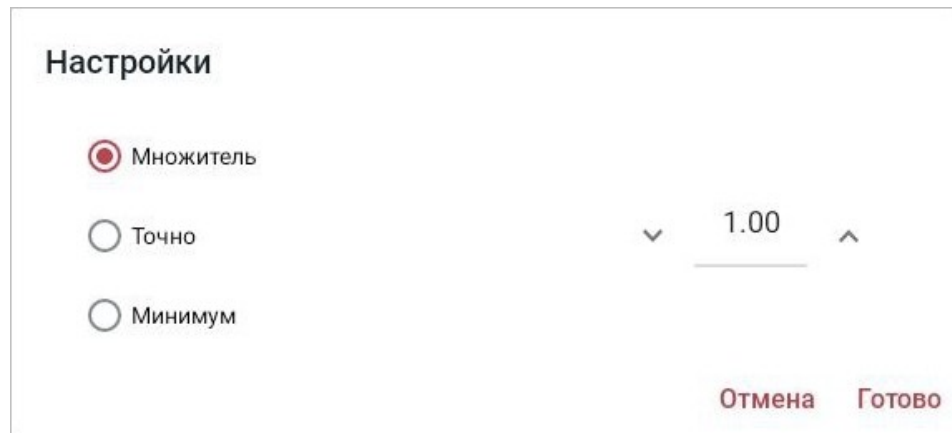 Настройки
Множитель
Точно
1.00
Минимум
Отмена Готово